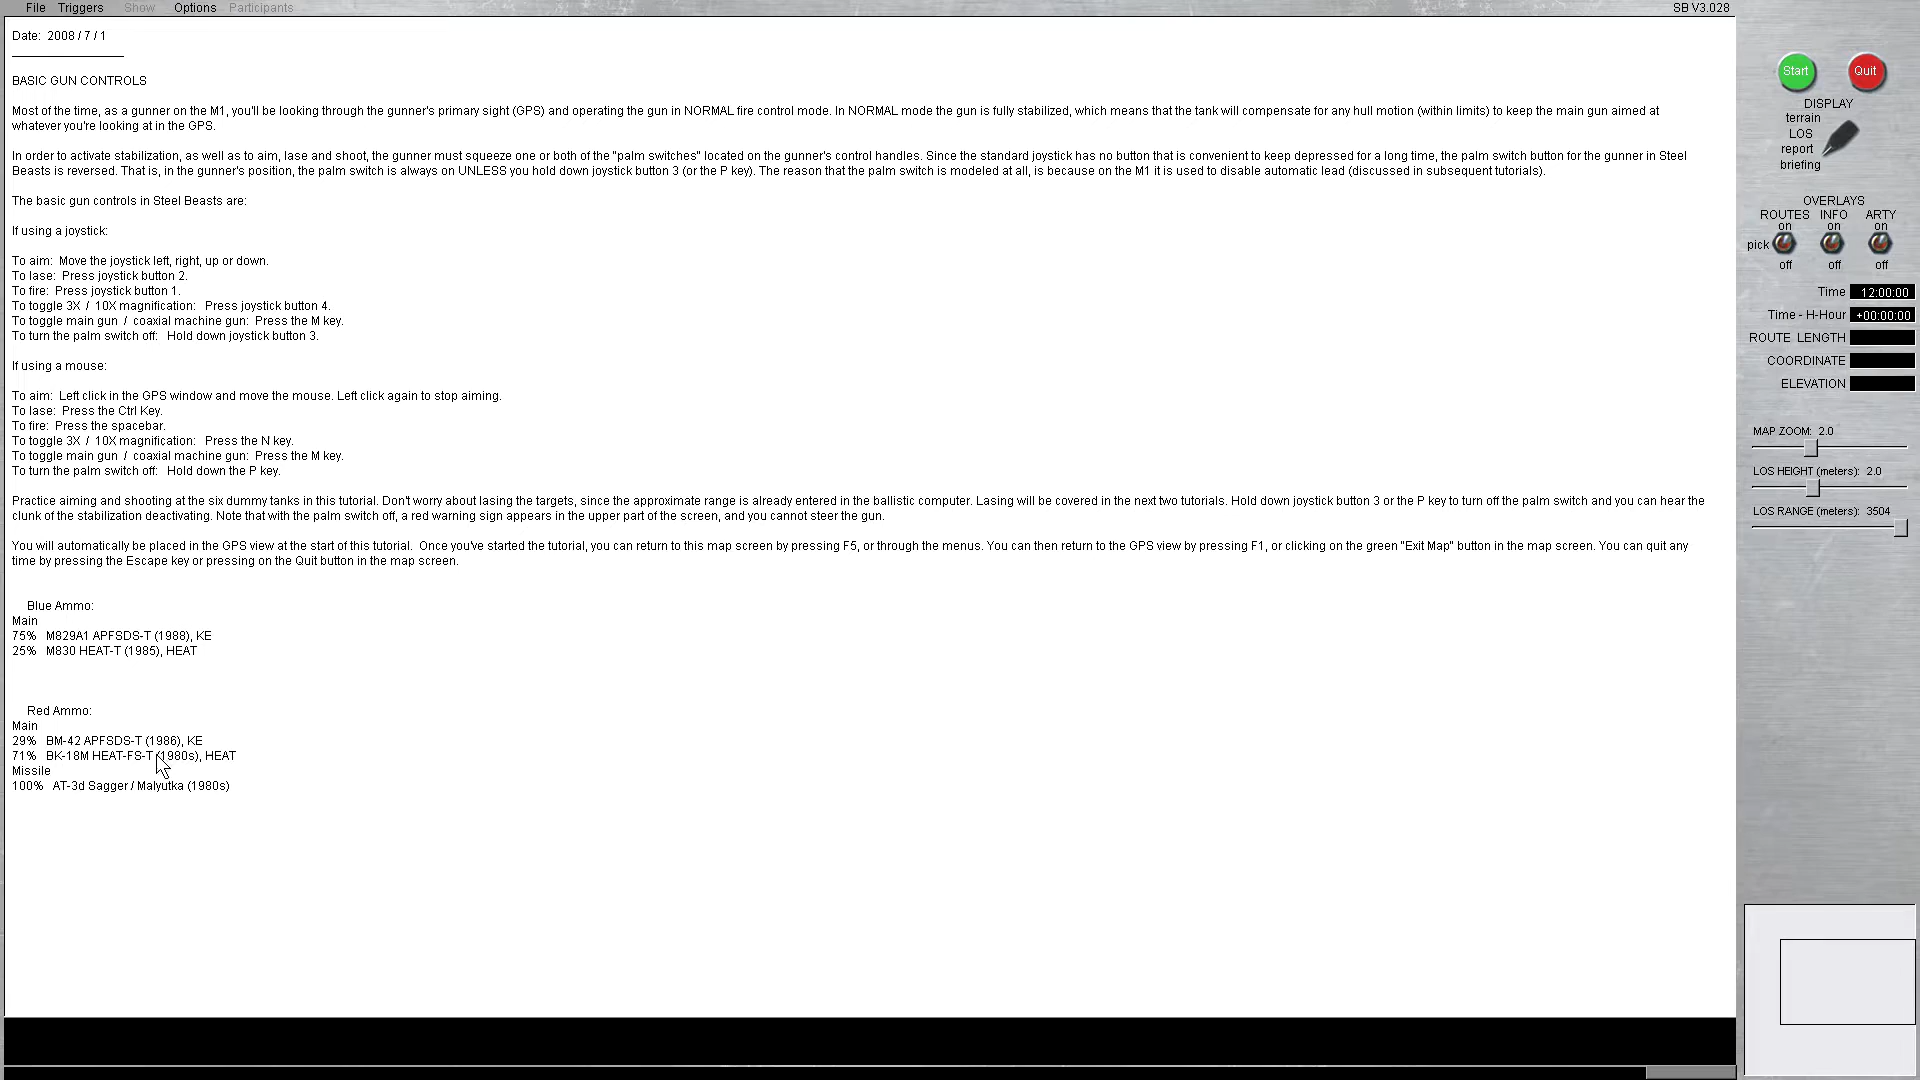 File Triggers Show Options Participants SB V3.028
Date: 2008 / 7 / 1
BASIC GUN CONTROLS
Most of the time, as a gunner on the M1, you'll be looking through the gunner's primary sight (GPS) and operating the gun in NORMAL fire control mode. In NORMAL mode the gun is fully stabilized, which means that the tank will compensate for any hull motion (within limits) to keep the main gun aimed at
whatever you're looking at in the GPS.
In order to activate stabilization, as well as to aim, lase and shoot, the gunner must squeeze one or both of the "palm switches" located on the gunner's control handles. Since the standard joystick has no button that is convenient to keep depressed for a long time, the palm switch button for the gunner in Steel
Beasts is reversed. That is, in the gunner's position, the palm switch is always on UNLESS you hold down joystick button 3 (or the P key). The reason that the palm switch is modeled at all, is because on the M1 it is used to disable automatic lead (discussed in subsequent tutorials).
The basic gun controls in Steel Beasts are:
If using a joystick:
To aim: Move the joystick left, right, up or down.
To lase: Press joystick button 2.
To fire: Press joystick button 1.
To toggle 3X / 10X magnification: Press joystick button 4.
To toggle main gun / coaxial machine gun: Press the M key.
To turn the palm switch off: Hold down joystick button 3.
If using a mouse:
To aim: Left click in the GPS window and move the mouse. Left click again to stop aiming.
To lase: Press the Ctrl Key.
To fire: Press the spacebar.
To toggle 3X / 10X magnification: Press the N key.
To toggle main gun / coaxial machine gun: Press the M key.
To turn the palm switch off: Hold down the P key.
Practice aiming and shooting at the six dummy tanks in this tutorial. Don't worry about lasing the targets, since the approximate range is already entered in the ballistic computer. Lasing will be covered in the next two tutorials. Hold down joystick button 3 or the P key to turn off the palm switch and you can hear the
clunk of the stabilization deactivating. Note that with the palm switch off, a red warning sign appears in the upper part of the screen, and you cannot steer the gun.
You will automatically be placed in the GPS view at the start of this tutorial. Once you've started the tutorial, you can return to this map screen by pressing F5, or through the menus. You can then return to the GPS view by pressing F1, or clicking on the green "Exit Map" button in the map screen. You can quit any
time by pressing the Escape key or pressing on the Quit button in the map screen.
Blue Ammo:
Main
75% M829A1 APFSDS-T (1988), KE
25% M830 HEAT-T (1985), HEAT
Red Ammo:
Main
29% BM-42 APFSDS-T (1986), KE
71% BK-18M HEAT-FS-T (1980s), HEAT
Missile
100% AT-3d Sagger / Malyutka (1980s)
Start Quit
DISPLAY
terrain
LOS
report
briefing
OVERLAYS
ROUTES INFO ARTY
on on on
pick
off off off
Time 12:00:00
Time - H-Hour +00:00:00
ROUTE LENGTH
COORDINATE
ELEVATION
MAP ZOOM: 2.0
LOS HEIGHT (meters): 2.0
LOS RANGE (meters): 3504